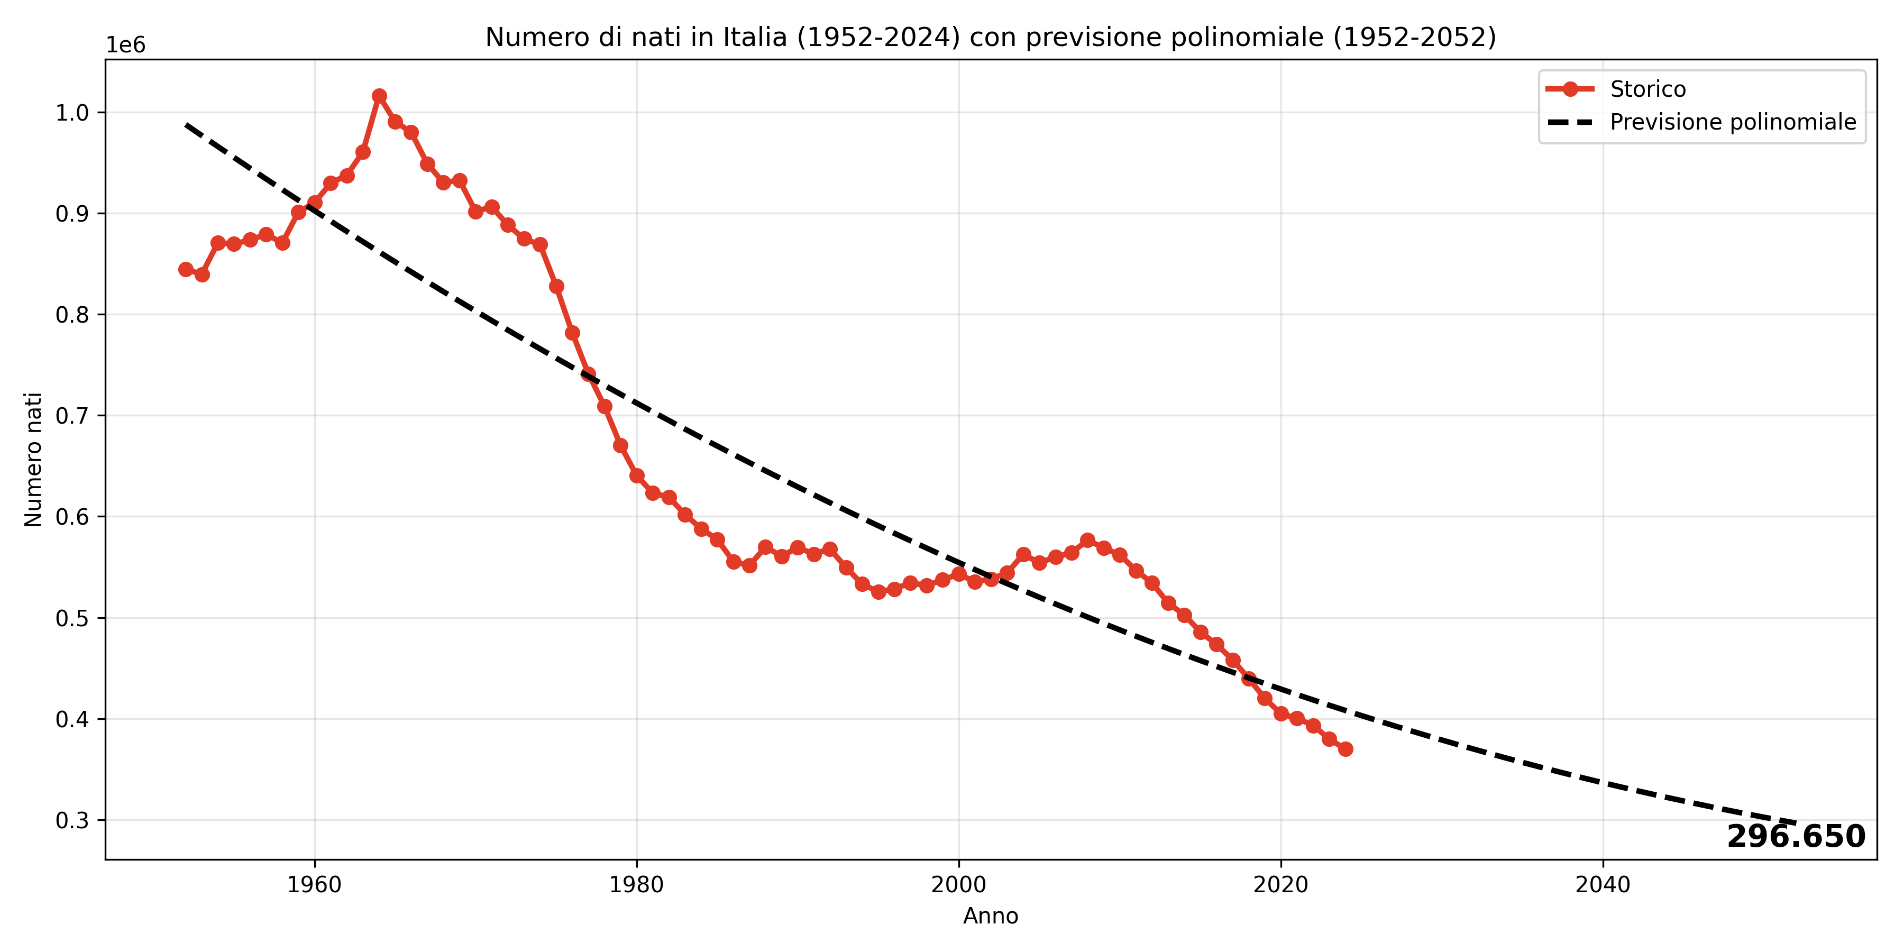 Numero di nati in Italia (1952-2024) con previsione polinomiale (1952-2052)
1e6
Storico
Previsione polinomiale
1.0
0.9
0.8
0.7
0.6
0.5
0.4
0.3
Numero nati
296.650
1960 1980 2000 2020 2040
Anno